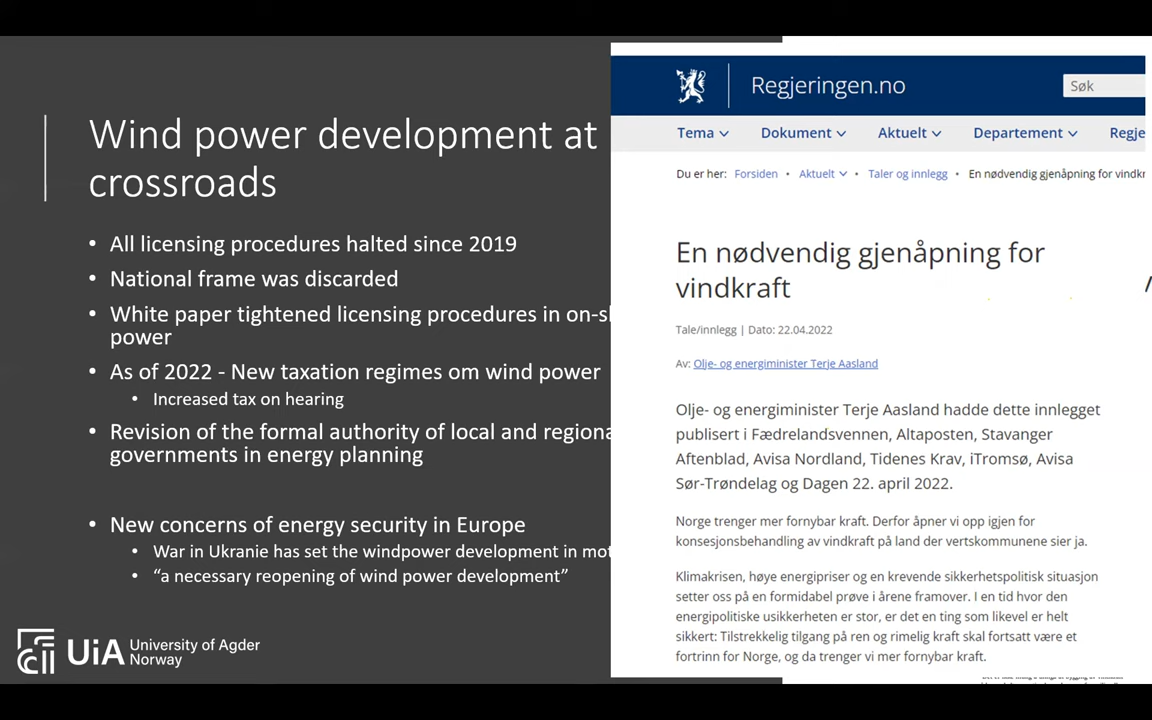 Wind power development at
crossroads
• All licensing procedures halted since 2019
• National frame was discarded
• White paper tightened licensing procedures in
power
• As of 2022 - New taxation regimes om wind power
• Increased tax on hearing
• Revision of the formal authority of local and
governments in energy planning
• New concerns of energy security in Europe
• War in Ukranie has set the windpower development in
• “a necessary reopening of wind power development”
UiA University of Agder
Norway
Regjeringen.no
Søk
Tema Dokument Aktuelt Departement
Du er her: Forsiden • Aktuelt • Taler og innlegg • En nødvendig gjenåpning for
En nødvendig gjenåpning for
vindkraft
Tale/innlegg | Dato: 22.04.2022
Av: Olje- og energiminister Terje Aasland
Olje- og energiminister Terje Aasland hadde dette innlegget
publisert i Fædrelandsvennen, Altaposten, Stavanger
Aftenblad, Avisa Nordland, Tidenes Krav, iTromsø, Avisa
Sør-Trøndelag og Dagen 22. april 2022.
Norge trenger mer fornybar kraft. Derfor åpner vi opp igjen for
konsesjonsbehandling av vindkraft på land der vertskommunene sier ja.
Klimakrisen, høye energipriser og en krevende sikkerhetspolitisk situasjon
setter oss på en formidabel prøve i årene framover. I en tid hvor den
energipolitiske usikkerheten er stor, er det en ting som likevel er helt
sikkert: Tilstrekkelig tilgang på ren og rimelig kraft skal fortsatt være et
fortrinn for Norge, og da trenger vi mer fornybar kraft.